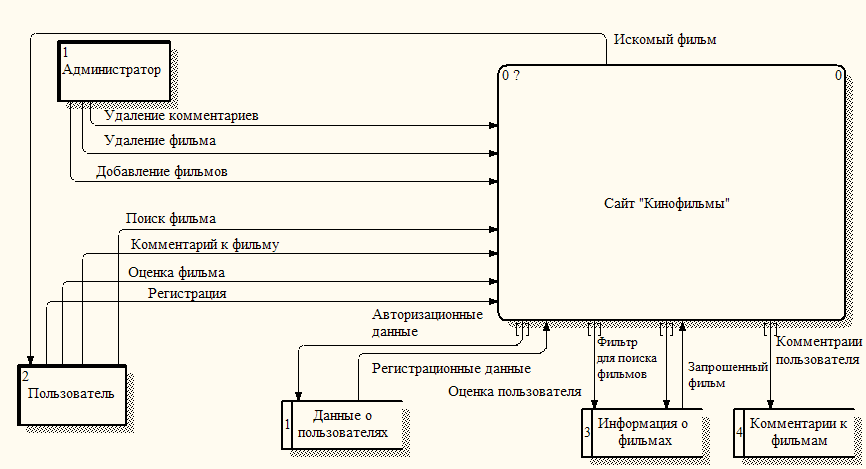 Искомый фильм
1
Администратор
0 ?
0
Удаление комментариев
Удаление фильма
Добавление фильмов
Сайт "Кинофильмы"
Поиск фильма
Комментарий к фильму
Оценка фильма
Регистрация
Авторизационные
данные
Фильтр
для поиска
фильмов
Комментраии
пользователя
Регистрационные данные
Запрошенный
фильм
2
Пользователь
Оценка пользователя
1
Данные о
пользователях
3
Информация о
фильмах
4
Комментарии к
фильмам